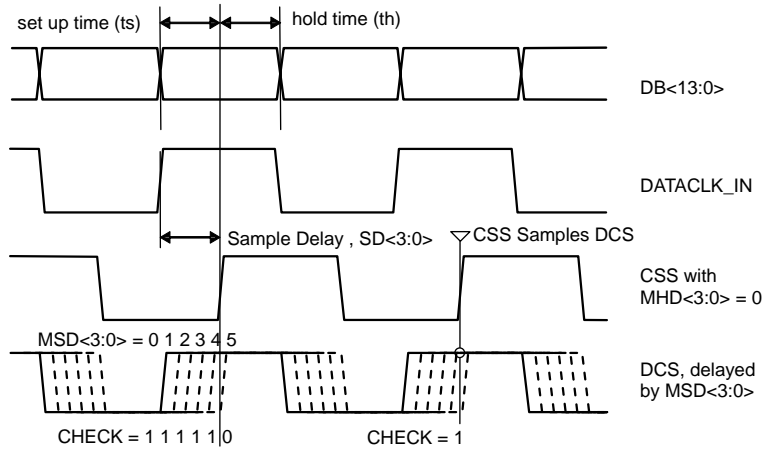 set up time (ts)
hold time (th)
DB<13:0>
DATACLK_IN
Sample Delay , SD<3:0>
CSS Samples DCS
CSS with
MHD<3:0> = 0
MSD<3:0> = 0 1 2 3 4 5
DCS, delayed
by MSD<3:0>
CHECK = 1 1 1 1 1 0
CHECK = 1